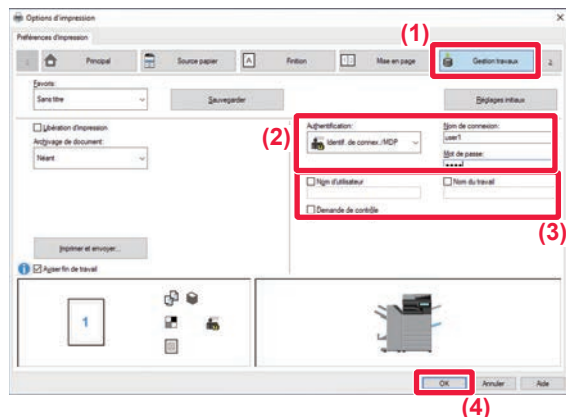 Options d'impression
Préférences d'impression
(1)
Principal
Source papier
Finition
Mise en page
Gestion travaux
Favoris:
Sans titre
Sauvegarder
Réglages initiaux
Libération d'impression
Archivage de document:
Néant
(2)
Authentification:
Identif. de connex./MDP
Nom de connexion:
user1
Mot de passe:
••••
Nom d'utilisateur
Nom du travail
Demande de contrôle
(3)
Imprimer et envoyer...
Aviser fin de travail
1
OK
Annuler
Aide
(4)